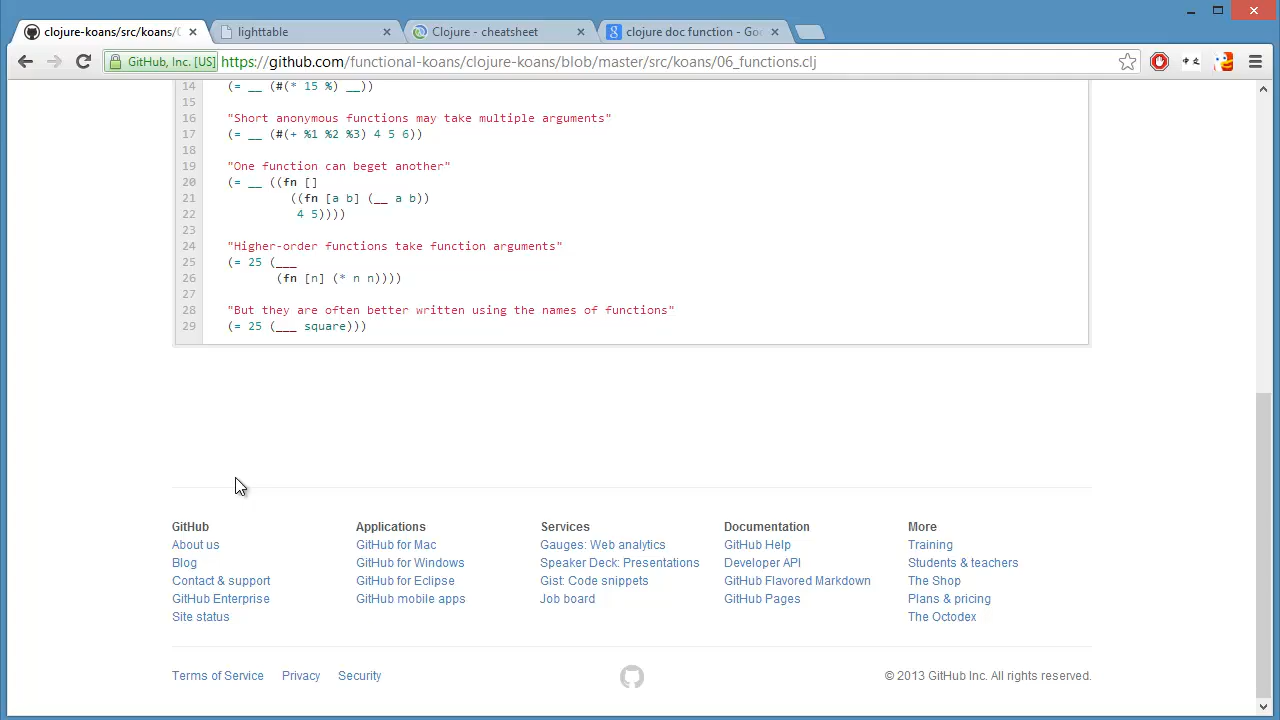 clojure-koans/src/koans/0
lighttable
Clojure - cheatsheet
clojure doc function - Goo
GitHub, Inc. [US]
https://github.com/functional-koans/clojure-koans/blob/master/src/koans/06_functions.clj
14 (= __ (#(* 15 %) __))
15
16 "Short anonymous functions may take multiple arguments"
17 (= __ (#(+ %1 %2 %3) 4 5 6))
18
19 "One function can beget another"
20 (= __ ((fn []
21 ((fn [a b] (__ a b))
22 4 5))))
23
24 "Higher-order functions take function arguments"
25 (= 25 (___
26 (fn [n] (* n n))))
27
28 "But they are often better written using the names of functions"
29 (= 25 (___ square)))
GitHub
About us
Blog
Contact & support
GitHub Enterprise
Site status
Applications
GitHub for Mac
GitHub for Windows
GitHub for Eclipse
GitHub mobile apps
Services
Gauges: Web analytics
Speaker Deck: Presentations
Gist: Code snippets
Job board
Documentation
GitHub Help
Developer API
GitHub Flavored Markdown
GitHub Pages
More
Training
Students & teachers
The Shop
Plans & pricing
The Octodex
Terms of Service
Privacy
Security
© 2013 GitHub Inc. All rights reserved.